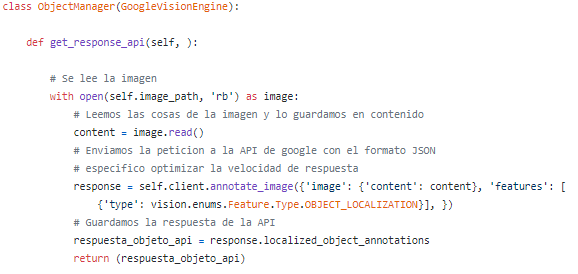 class ObjectManager(GoogleVisionEngine):
def get_response_api(self, ):
# Se lee la imagen
with open(self.image_path, 'rb') as image:
# Leemos las cosas de la imagen y lo guardamos en contenido
content = image.read()
# Enviamos la peticion a la API de google con el formato JSON
# especifico optimizar la velocidad de respuesta
response = self.client.annotate_image({'image': {'content': content}, 'features': [
{'type': vision.enums.Feature.Type.OBJECT_LOCALIZATION}], })
# Guardamos la respuesta de la API
respuesta_objeto_api = response.localized_object_annotations
return (respuesta_objeto_api)